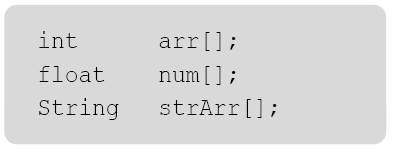 int arr[];
float num[];
String strArr[];